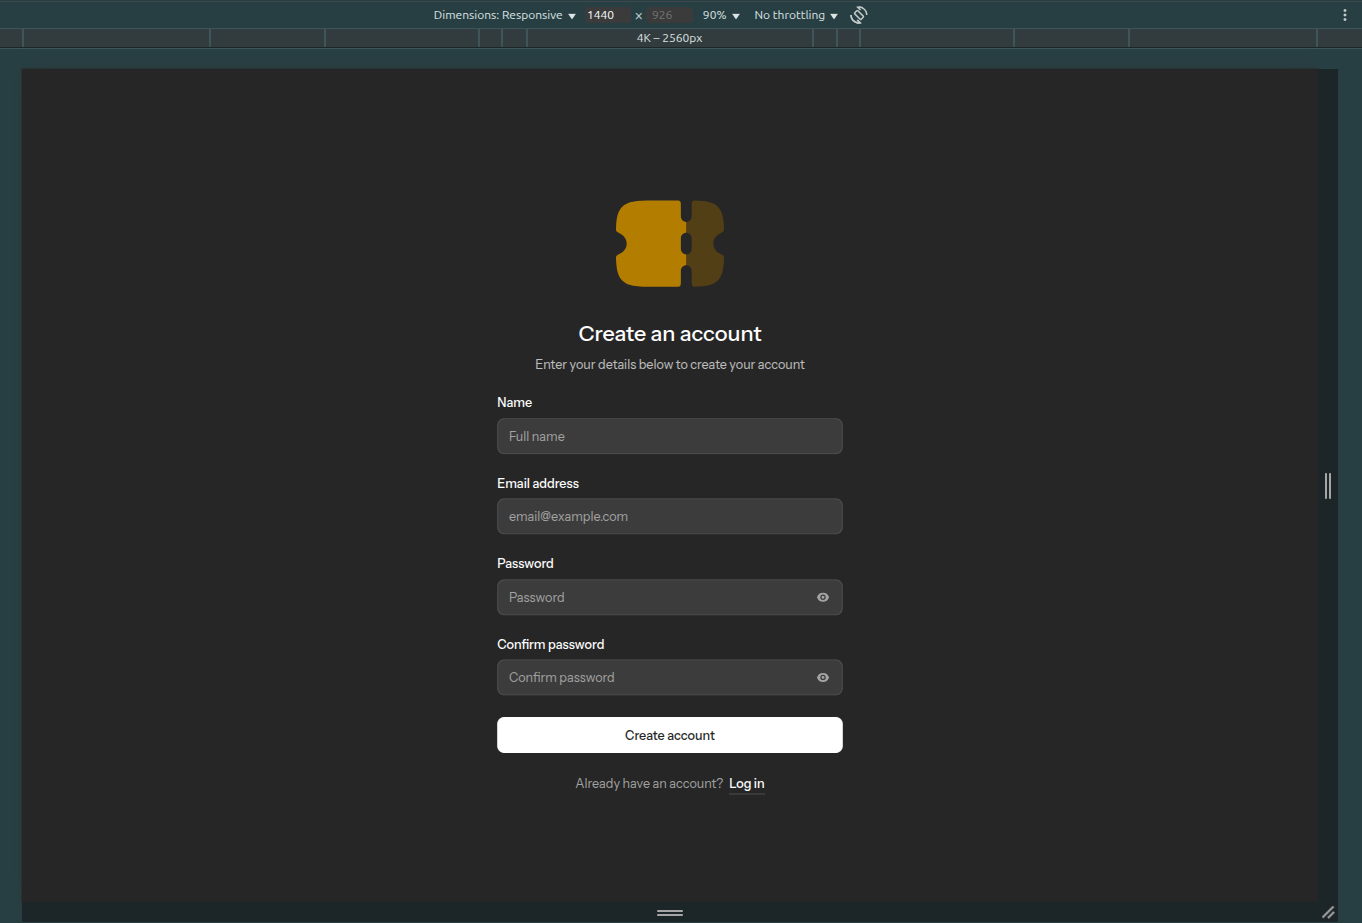 Dimensions: Responsive 1440 x 926 90% No throttling
4K – 2560px
Create an account
Enter your details below to create your account
Name
Full name
Email address
email@example.com
Password
Password
Confirm password
Confirm password
Create account
Already have an account? Log in